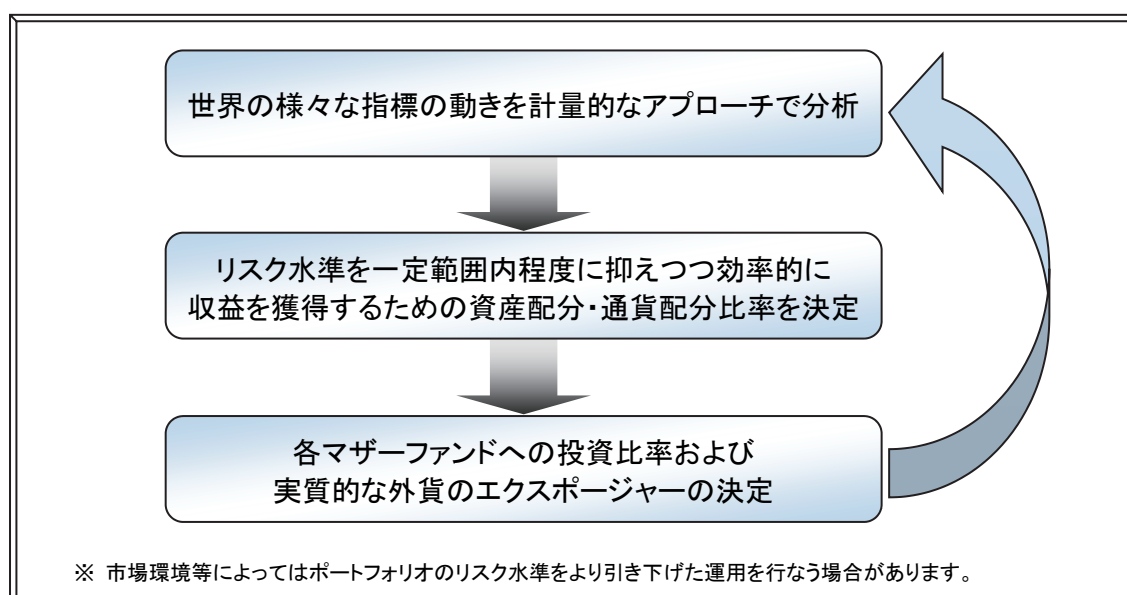 世界の様々な指標の動きを計量的なアプローチで分析
リスク水準を一定範囲内程度に抑えつつ効率的に
収益を獲得するための資産配分・通貨配分比率を決定
各マザーファンドへの投資比率および
実質的な外貨のエクスポージャーの決定
※ 市場環境等によってはポートフォリオのリスク水準をより引き下げた運用を行なう場合があります。